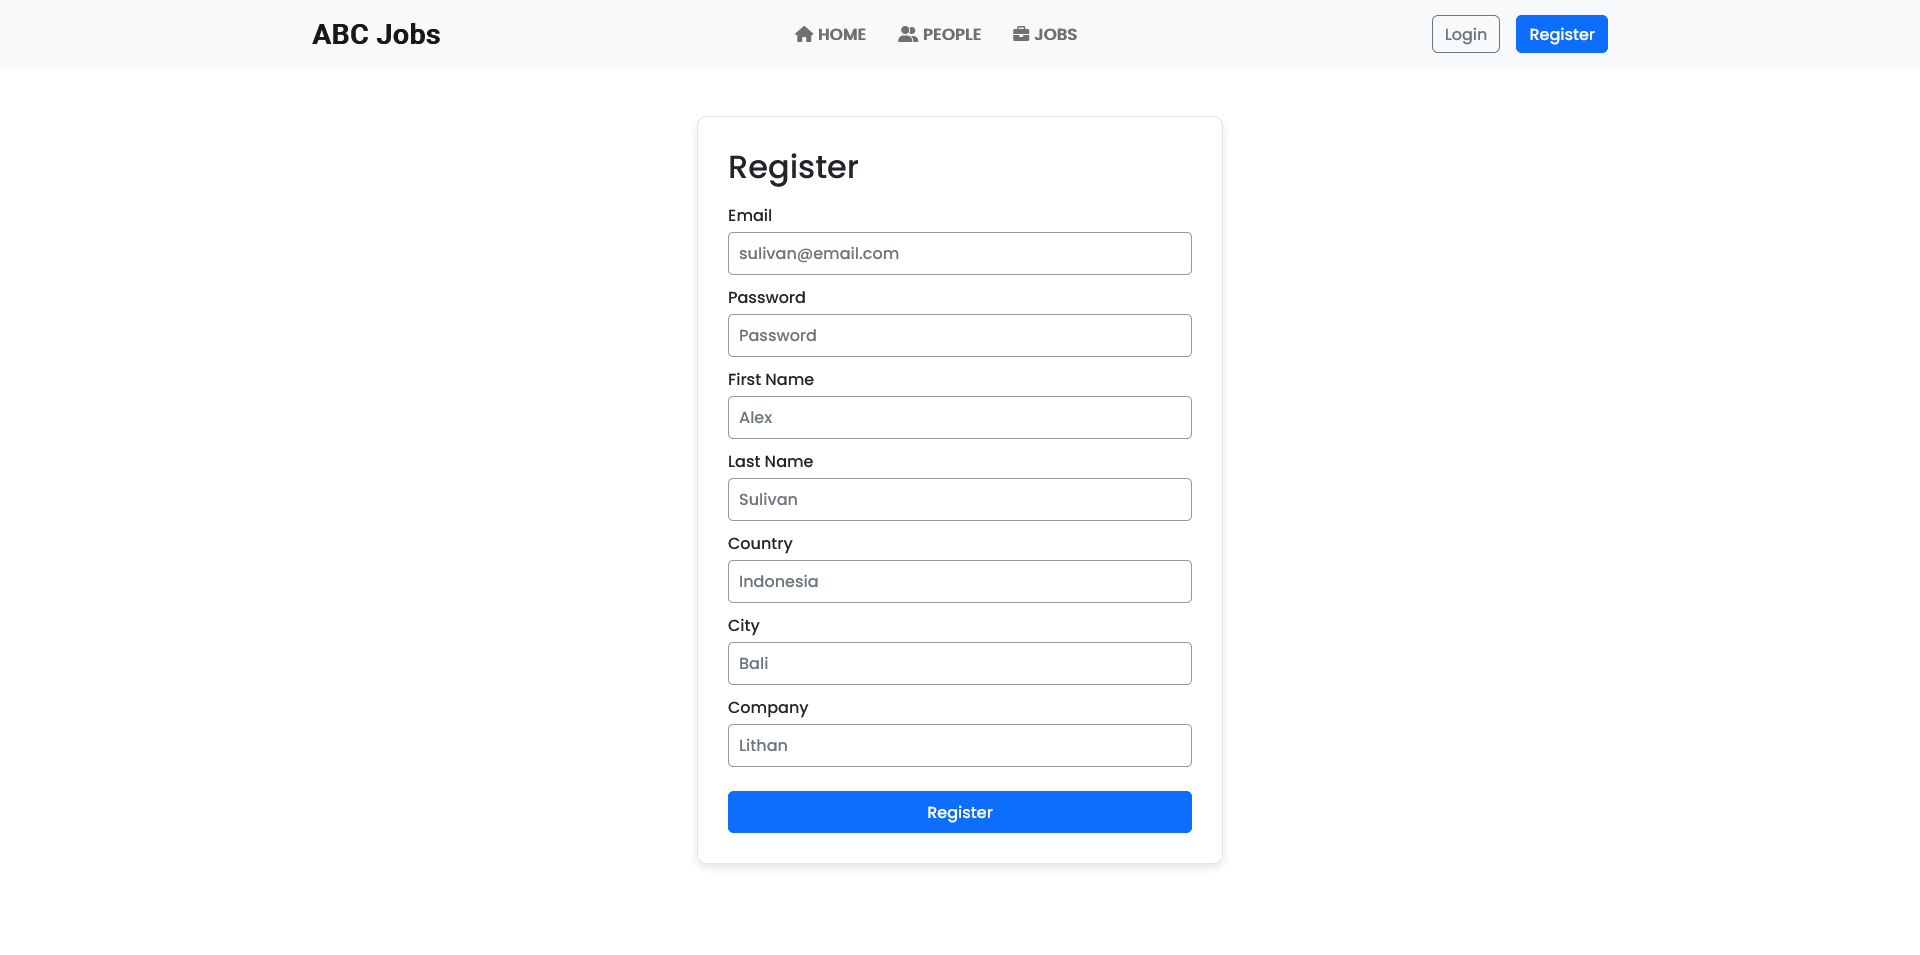 ABC Jobs
HOME PEOPLE JOBS
Login Register
Register
Email
sulivan@email.com
Password
Password
First Name
Alex
Last Name
Sulivan
Country
Indonesia
City
Bali
Company
Lithan
Register